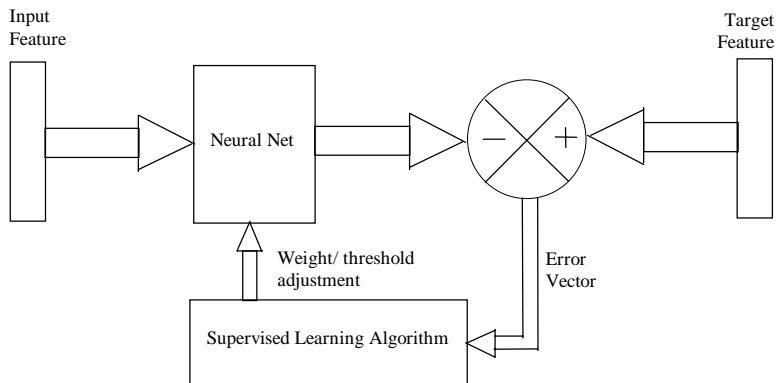 Input
Feature
Target
Feature
Neural Net
− +
Weight/ threshold
adjustment
Error
Vector
Supervised Learning Algorithm